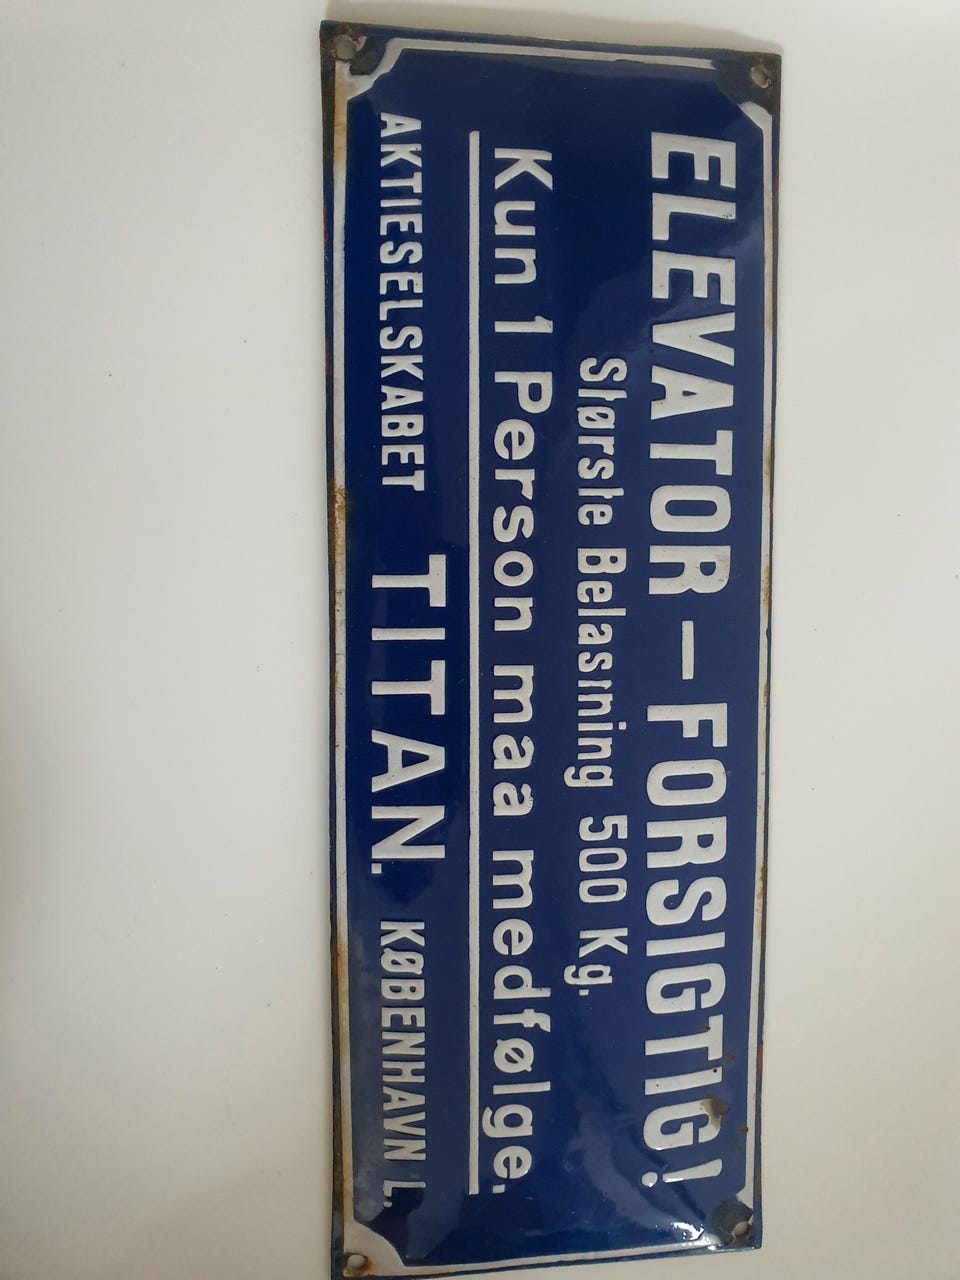 ELEVATOR — FORSIGTIG!
Største Belastning 500 Kg.
Kun 1 Person maa medfølge.
AKTIESELSKABET TITAN. KØBENHAVN L.